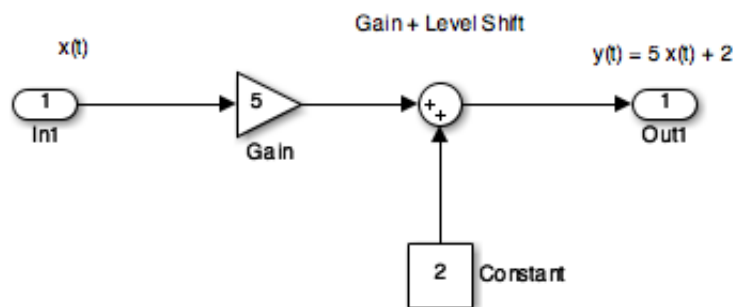 Gain + Level Shift
x(t)
y(t) = 5 x(t) + 2
1
In1
5
Gain
++
1
Out1
2
Constant